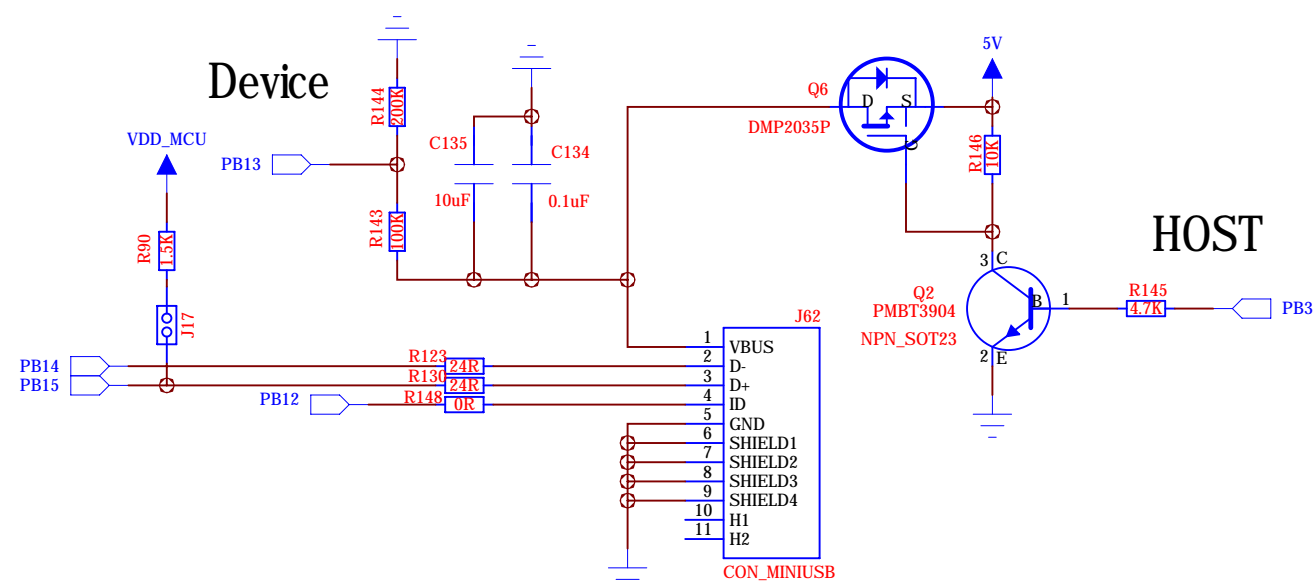 5V
Device
Q6
D
S
G
DMP2035P
R144
200K
C135
C134
VDD_MCU
PB13
R146
10K
10uF
0.1uF
R143
100K
HOST
R90
1.5K
3
C
Q2
PMBT3904
NPN_SOT23
B
1
R145
4.7K
PB3
2
E
J17
J62
PB14
R123
24R
1
VBUS
2
D-
PB15
R130
24R
3
D+
PB12
R148
0R
4
ID
5
GND
6
SHIELD1
7
SHIELD2
8
SHIELD3
9
SHIELD4
10
H1
11
H2
CON_MINIUSB